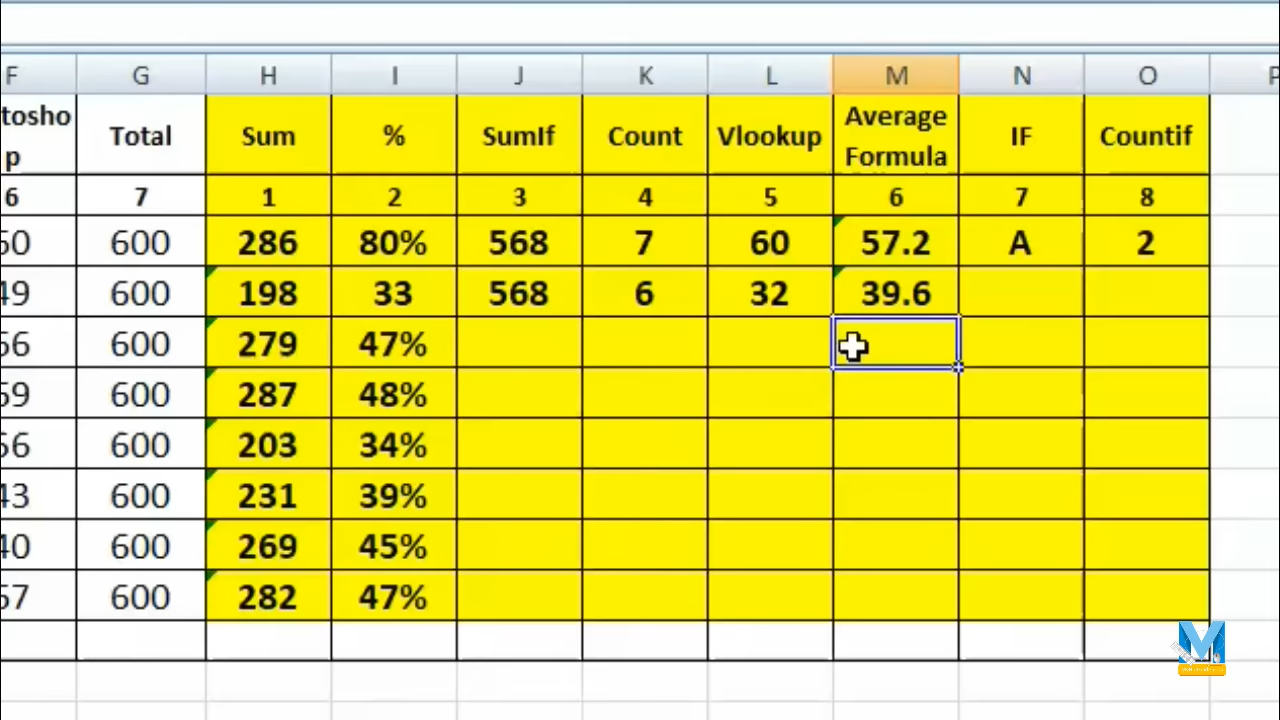 F G H I J K L M N O P
tosho
p Total Sum % SumIf Count Vlookup Average
Formula IF Countif
6 7 1 2 3 4 5 6 7 8
50 600 286 80% 568 7 60 57.2 A 2
49 600 198 33 568 6 32 39.6
56 600 279 47%
59 600 287 48%
56 600 203 34%
43 600 231 39%
40 600 269 45%
57 600 282 47%